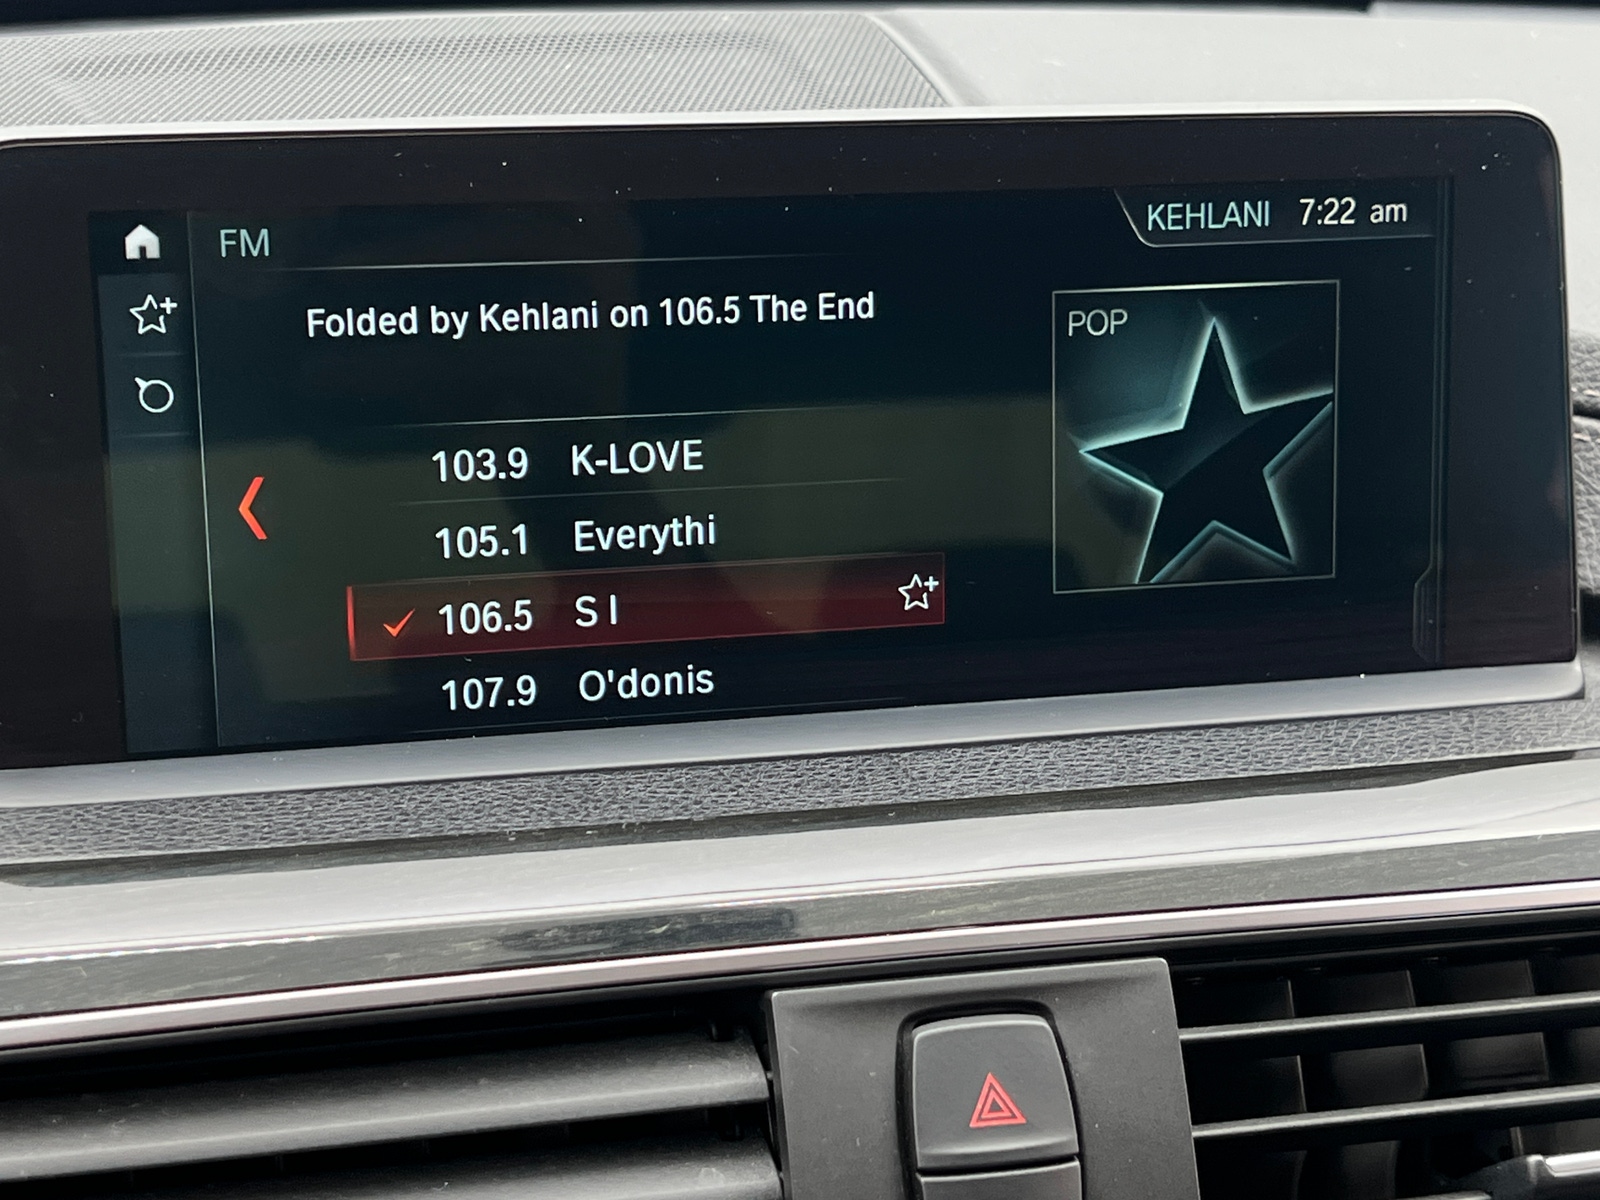 FM
KEHLANI 7:22 am
Folded by Kehlani on 106.5 The End
POP
103.9 K-LOVE
105.1 Everythi
106.5 S I
107.9 O'donis